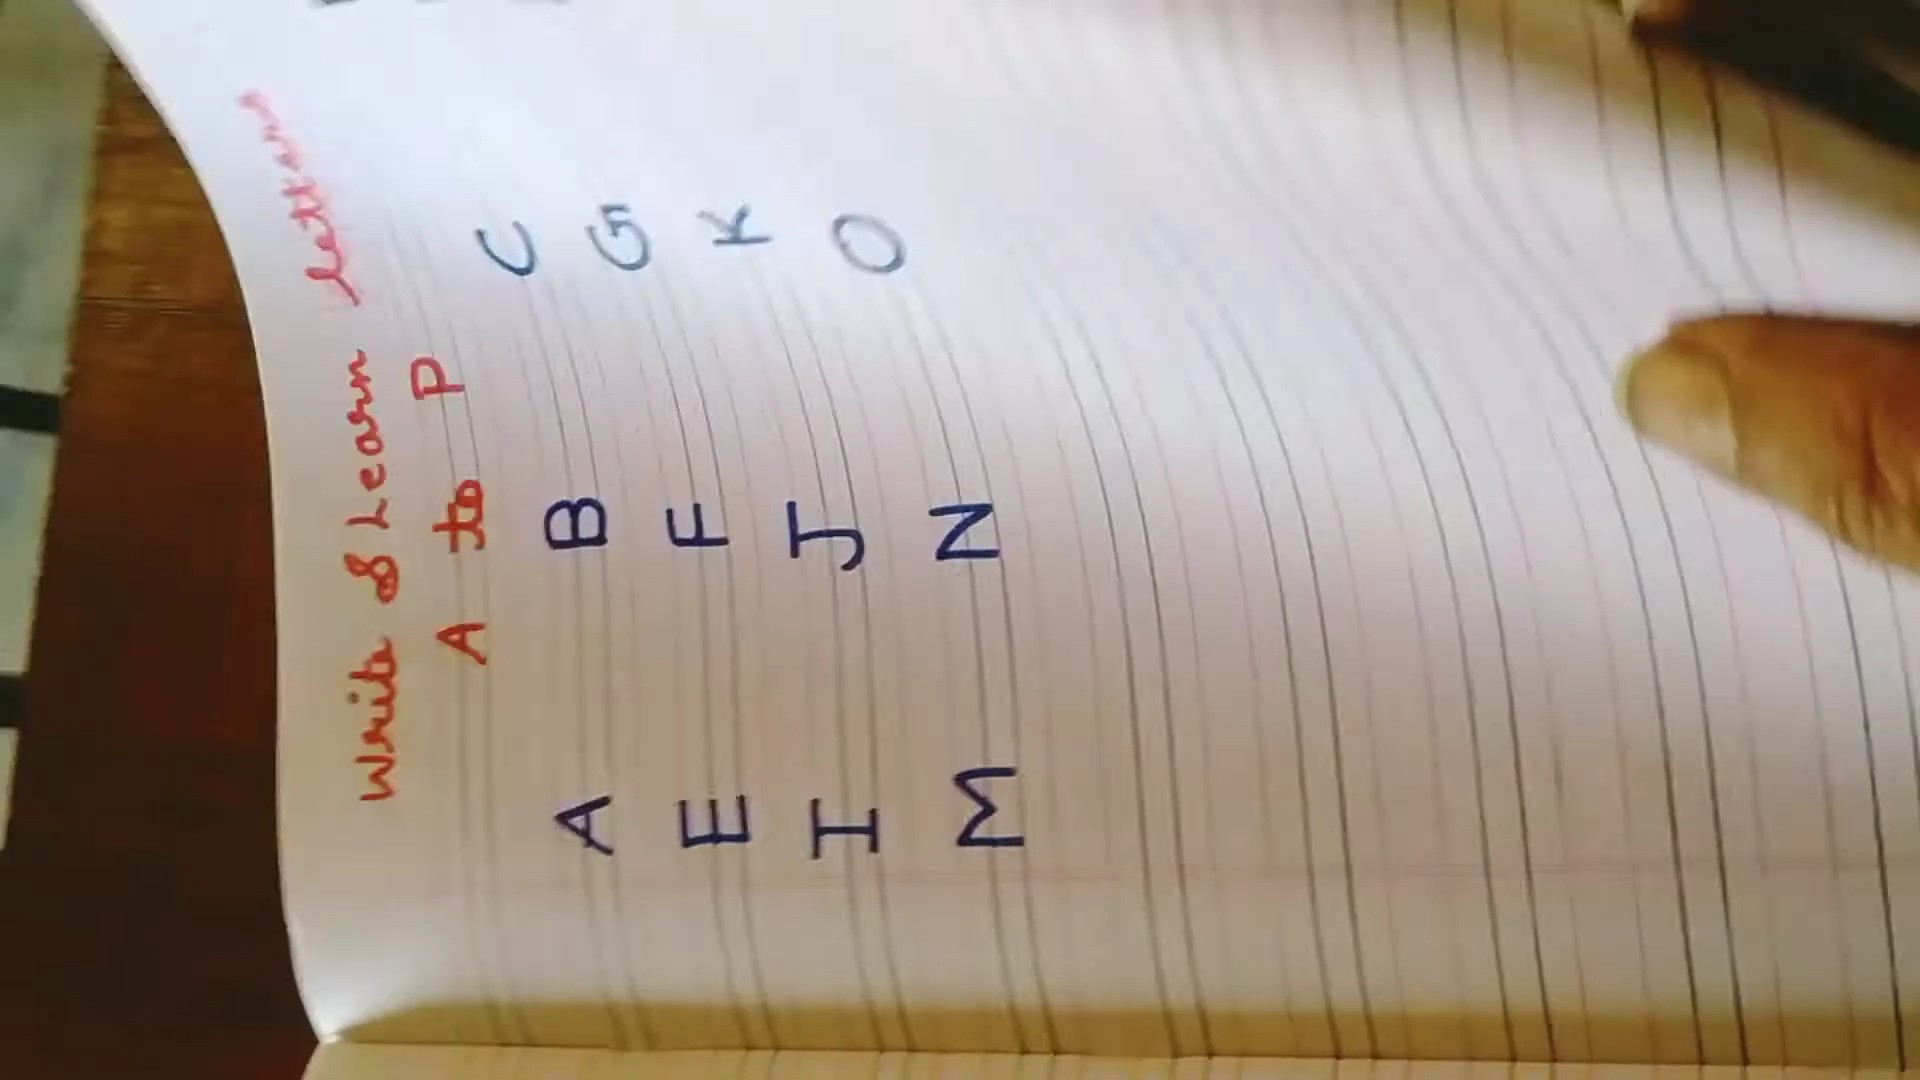 Write & Learn letters
A to P
A B C
E F G
I J K
M N O